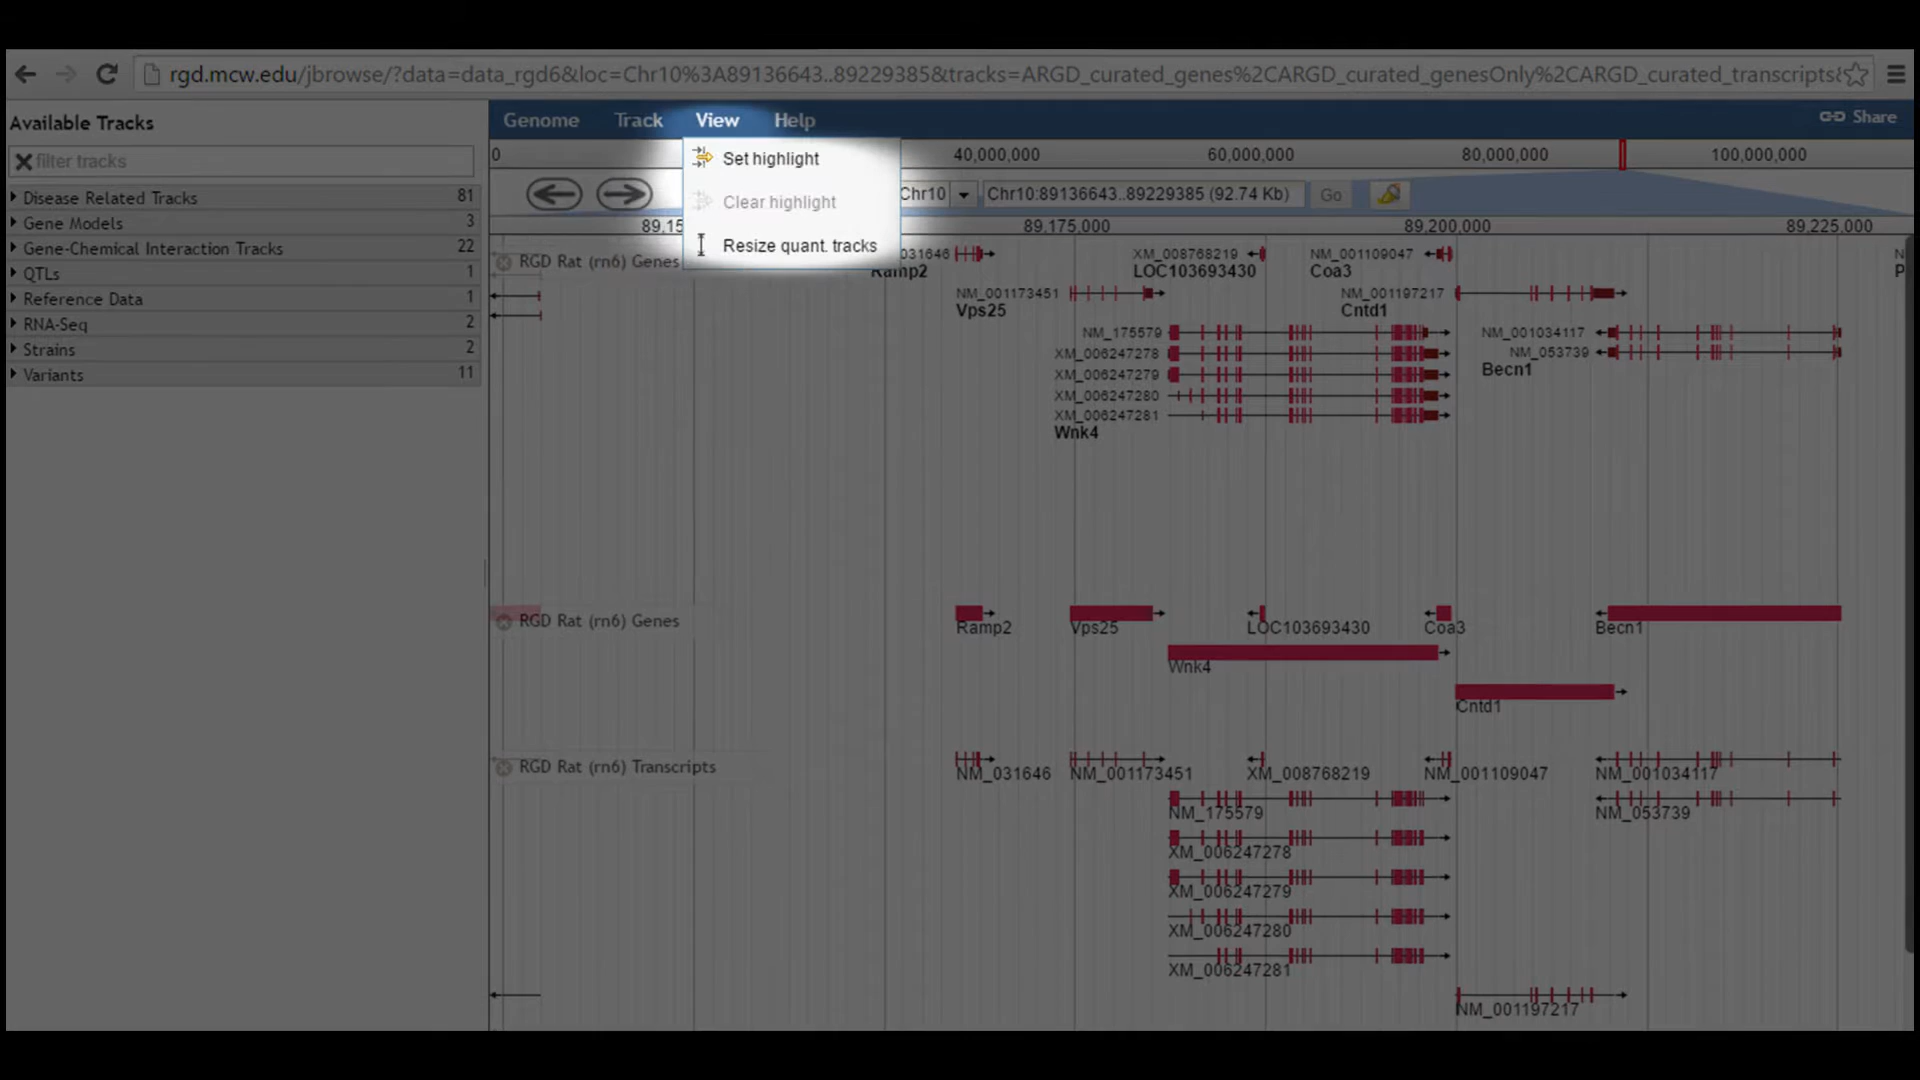 rgd.mcw.edu/jbrowse/?data=data_rgd6&loc=Chr10%3A89136643..89229385&tracks=ARGD_curated_genes%2CARGD_curated_genesOnly%2CARGD_curated_transcripts&
Available Tracks
filter tracks
Disease Related Tracks 81
Gene Models 3
Gene-Chemical Interaction Tracks 22
QTLs 1
Reference Data 1
RNA-Seq 2
Strains 2
Variants 11
Genome Track View Help Share
Set highlight
Clear highlight
Resize quant. tracks
0 40,000,000 60,000,000 80,000,000 100,000,000
Chr10 Chr10:89136643..89229385 (92.74 Kb) Go
89,15 89,175,000 89,200,000 89,225,000
RGD Rat (rn6) Genes
031646 XM_008768219 NM_001109047 N
Ramp2 LOC103693430 Coa3 P
NM_001173451 NM_001197217
Vps25 Cntd1
NM_175579 NM_001034117
XM_006247278 NM_053739
XM_006247279 Becn1
XM_006247280
XM_006247281
Wnk4
RGD Rat (rn6) Genes
Ramp2 Vps25 LOC103693430 Coa3 Becn1
Wnk4
Cntd1
RGD Rat (rn6) Transcripts
NM_031646 NM_001173451 XM_008768219 NM_001109047 NM_001034117
NM_175579 NM_053739
XM_006247278
XM_006247279
XM_006247280
XM_006247281
NM_001197217